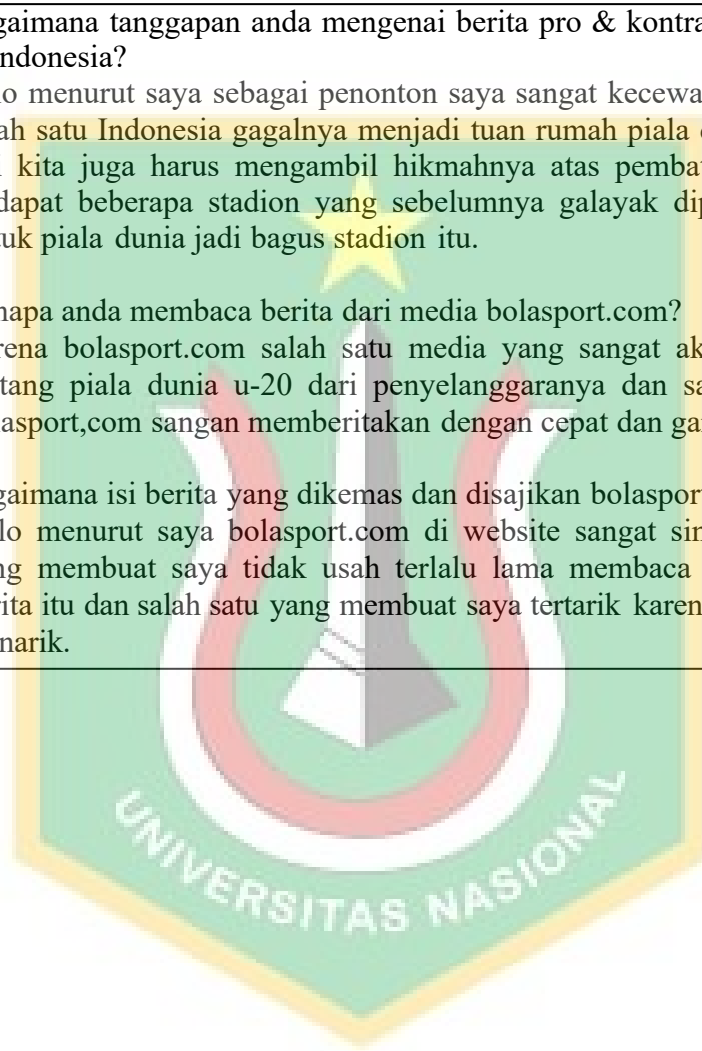 gaimana tanggapan anda mengenai berita pro & kontra
ndonesia?
o menurut saya sebagai penonton saya sangat kecewa
ah satu Indonesia gagalnya menjadi tuan rumah piala
kita juga harus mengambil hikmahnya atas pemba
dapat beberapa stadion yang sebelumnya galayak di
uk piala dunia jadi bagus stadion itu.
napa anda membaca berita dari media bolasport.com?
rena bolasport.com salah satu media yang sangat ak
tang piala dunia u-20 dari penyelanggaranya dan sa
asport,com sangan memberitakan dengan cepat dan ga
gaimana isi berita yang dikemas dan disajikan bolaspor
lo menurut saya bolasport.com di website sangat si
ng membuat saya tidak usah terlalu lama membaca
rita itu dan salah satu yang membuat saya tertarik karen
narik.
UNIVERSITAS NASIONAL